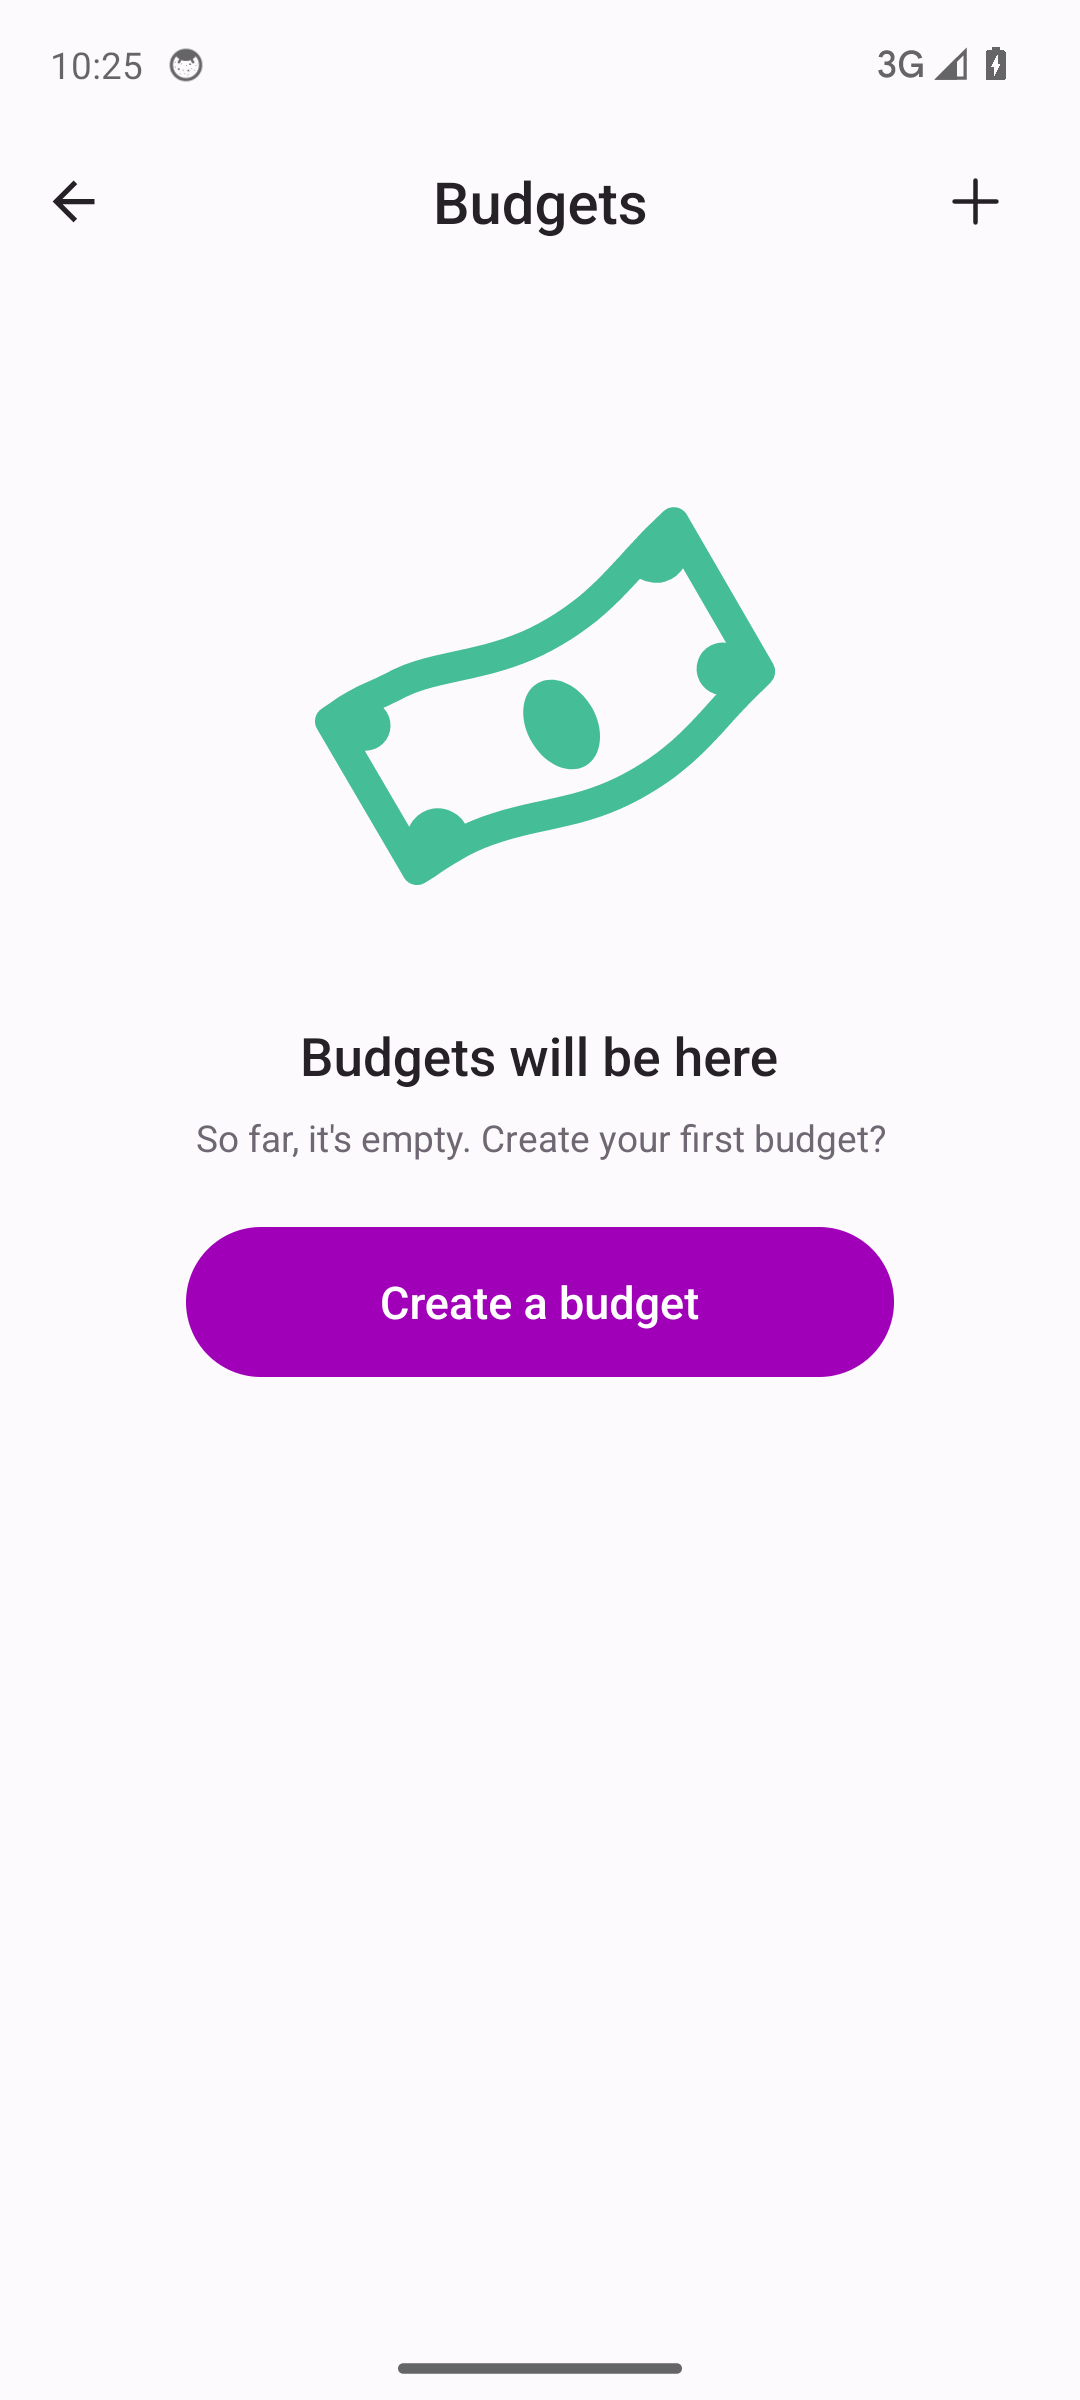 10:25
3G
Budgets
Budgets will be here
So far, it's empty. Create your first budget?
Create a budget